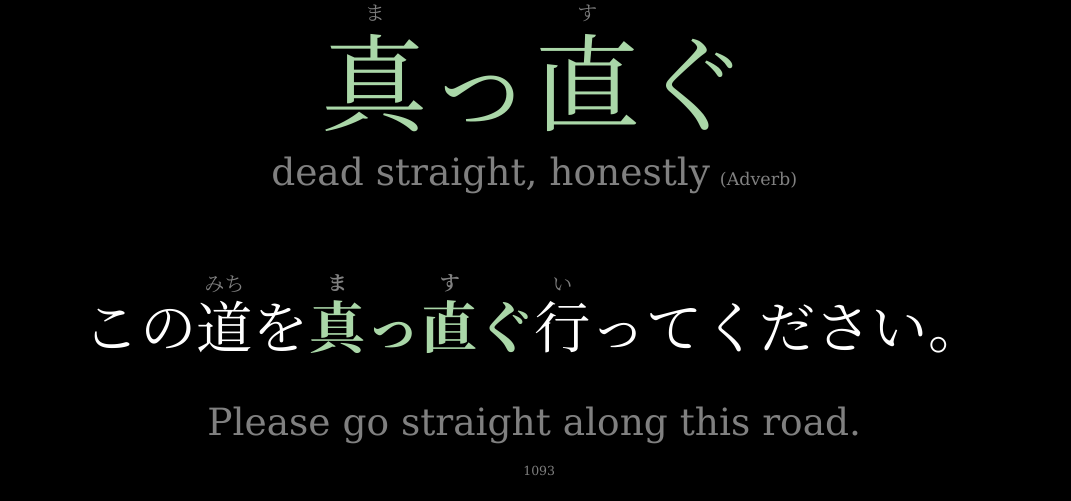 ま す
真っ直ぐ
dead straight, honestly (Adverb)
みち ま す い
この道を真っ直ぐ行ってください。
Please go straight along this road.
1093